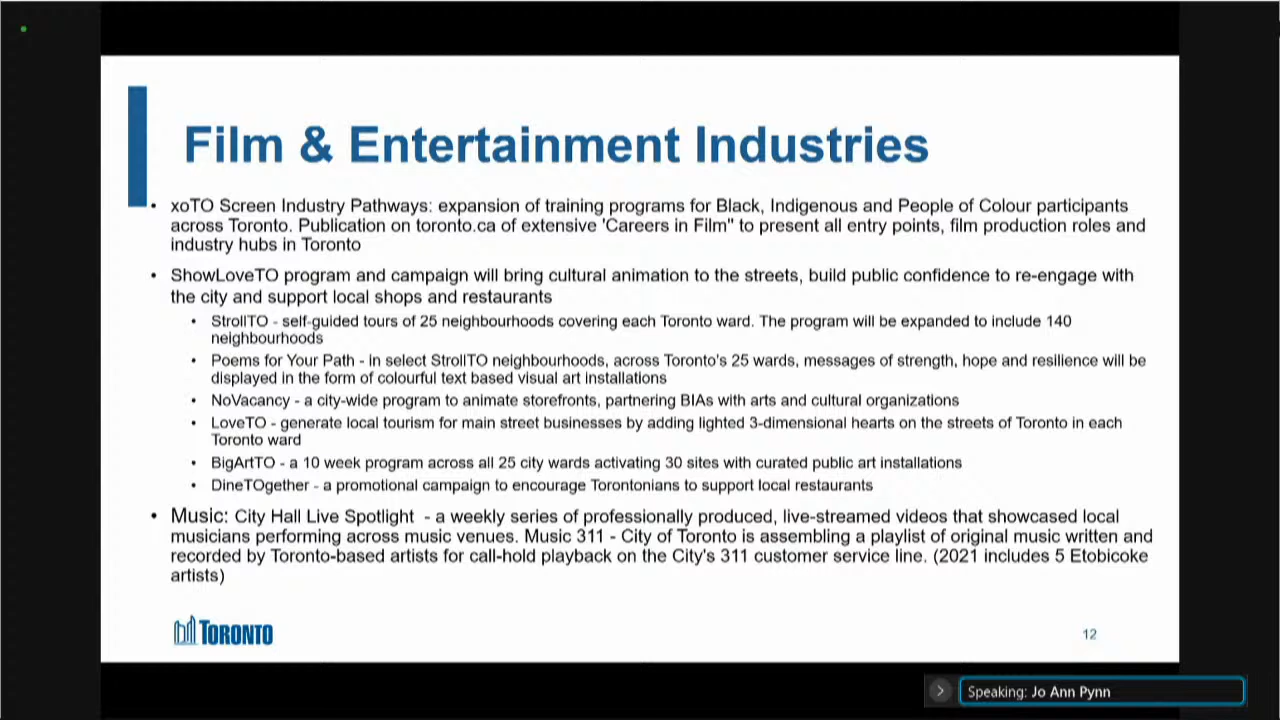 Film & Entertainment Industries
• xoTO Screen Industry Pathways: expansion of training programs for Black, Indigenous and People of Colour participants
across Toronto. Publication on toronto.ca of extensive 'Careers in Film" to present all entry points, film production roles and
industry hubs in Toronto
• ShowLoveTO program and campaign will bring cultural animation to the streets, build public confidence to re-engage with
the city and support local shops and restaurants
• StrollTO - self-guided tours of 25 neighbourhoods covering each Toronto ward. The program will be expanded to include 140
neighbourhoods
• Poems for Your Path - in select StrollTO neighbourhoods, across Toronto's 25 wards, messages of strength, hope and resilience will be
displayed in the form of colourful text based visual art installations
• NoVacancy - a city-wide program to animate storefronts, partnering BIAs with arts and cultural organizations
• LoveTO - generate local tourism for main street businesses by adding lighted 3-dimensional hearts on the streets of Toronto in each
Toronto ward
• BigArtTO - a 10 week program across all 25 city wards activating 30 sites with curated public art installations
• DineTOgether - a promotional campaign to encourage Torontonians to support local restaurants
• Music: City Hall Live Spotlight - a weekly series of professionally produced, live-streamed videos that showcased local
musicians performing across music venues. Music 311 - City of Toronto is assembling a playlist of original music written and
recorded by Toronto-based artists for call-hold playback on the City's 311 customer service line. (2021 includes 5 Etobicoke
artists)
TORONTO
12
Speaking: Jo Ann Pynn